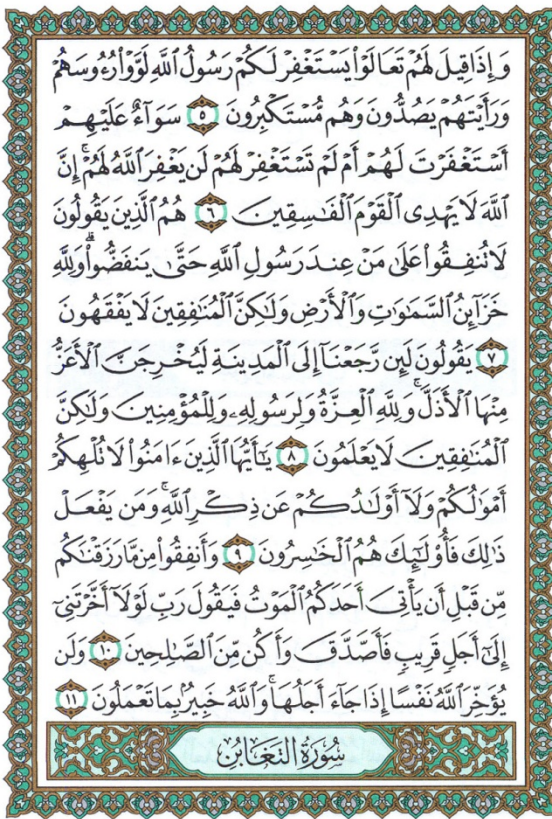 وَإِذَا قِيلَ لَهُمْ تَعَالَوْا۟ يَسْتَغْفِرْ لَكُمْ رَسُولُ ٱللَّهِ لَوَّوْا۟ رُءُوسَهُمْ
وَرَأَيْتَهُمْ يَصُدُّونَ وَهُم مُّسْتَكْبِرُونَ ٥ سَوَآءٌ عَلَيْهِمْ
أَسْتَغْفَرْتَ لَهُمْ أَمْ لَمْ تَسْتَغْفِرْ لَهُمْ لَن يَغْفِرَ ٱللَّهُ لَهُمْ ۚ إِنَّ
ٱللَّهَ لَا يَهْدِى ٱلْقَوْمَ ٱلْفَـٰسِقِينَ ٦ هُمُ ٱلَّذِينَ يَقُولُونَ
لَا تُنفِقُوا۟ عَلَىٰ مَنْ عِندَ رَسُولِ ٱللَّهِ حَتَّىٰ يَنفَضُّوا۟ ۗ وَلِلَّهِ
خَزَآئِنُ ٱلسَّمَـٰوَٰتِ وَٱلْأَرْضِ وَلَـٰكِنَّ ٱلْمُنَـٰفِقِينَ لَا يَفْقَهُونَ
٧ يَقُولُونَ لَئِن رَّجَعْنَآ إِلَى ٱلْمَدِينَةِ لَيُخْرِجَنَّ ٱلْأَعَزُّ
مِنْهَا ٱلْأَذَلَّ ۚ وَلِلَّهِ ٱلْعِزَّةُ وَلِرَسُولِهِۦ وَلِلْمُؤْمِنِينَ وَلَـٰكِنَّ
ٱلْمُنَـٰفِقِينَ لَا يَعْلَمُونَ ٨ يَـٰٓأَيُّهَا ٱلَّذِينَ ءَامَنُوا۟ لَا تُلْهِكُمْ
أَمْوَٰلُكُمْ وَلَآ أَوْلَـٰدُكُمْ عَن ذِكْرِ ٱللَّهِ ۚ وَمَن يَفْعَلْ
ذَٰلِكَ فَأُو۟لَـٰٓئِكَ هُمُ ٱلْخَـٰسِرُونَ ٩ وَأَنفِقُوا۟ مِن مَّا رَزَقْنَـٰكُم
مِّن قَبْلِ أَن يَأْتِىَ أَحَدَكُمُ ٱلْمَوْتُ فَيَقُولَ رَبِّ لَوْلَآ أَخَّرْتَنِىٓ
إِلَىٰٓ أَجَلٍ قَرِيبٍ فَأَصَّدَّقَ وَأَكُن مِّنَ ٱلصَّـٰلِحِينَ ١٠ وَلَن
يُؤَخِّرَ ٱللَّهُ نَفْسًا إِذَا جَآءَ أَجَلُهَا ۚ وَٱللَّهُ خَبِيرٌۢ بِمَا تَعْمَلُونَ ١١
سُورَةُ التَّغَابُنِ